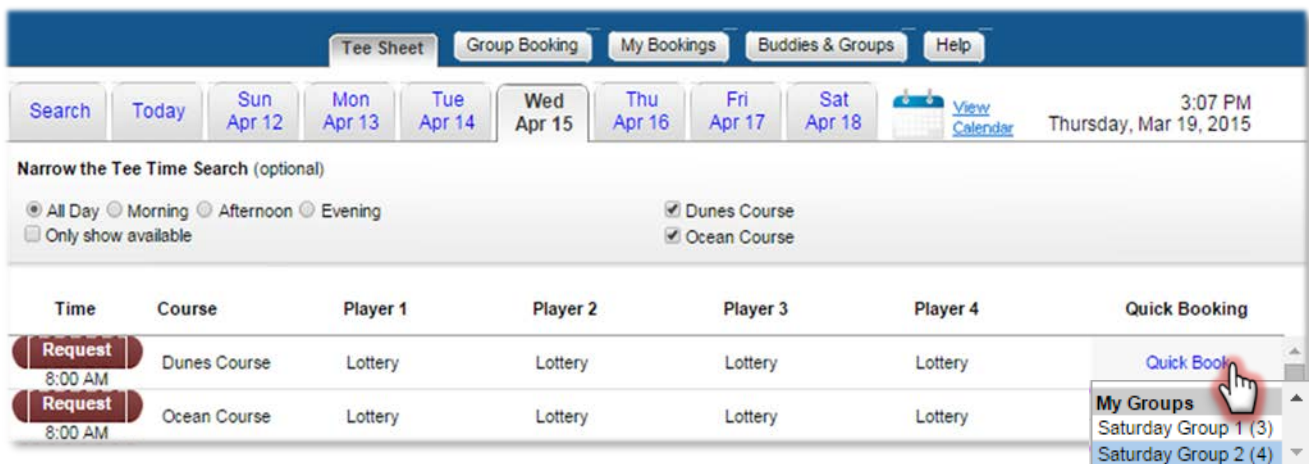 Tee Sheet Group Booking My Bookings Buddies & Groups Help
Search Today Sun Mon Tue Wed Thu Fri Sat View 3:07 PM
Apr 12 Apr 13 Apr 14 Apr 15 Apr 16 Apr 17 Apr 18 Calendar Thursday, Mar 19, 2015
Narrow the Tee Time Search (optional)
All Day Morning Afternoon Evening Dunes Course
Only show available Ocean Course
Time Course Player 1 Player 2 Player 3 Player 4 Quick Booking
Request Dunes Course Lottery Lottery Lottery Lottery Quick Book
8:00 AM
Request Ocean Course Lottery Lottery Lottery Lottery
8:00 AM
My Groups
Saturday Group 1 (3)
Saturday Group 2 (4)